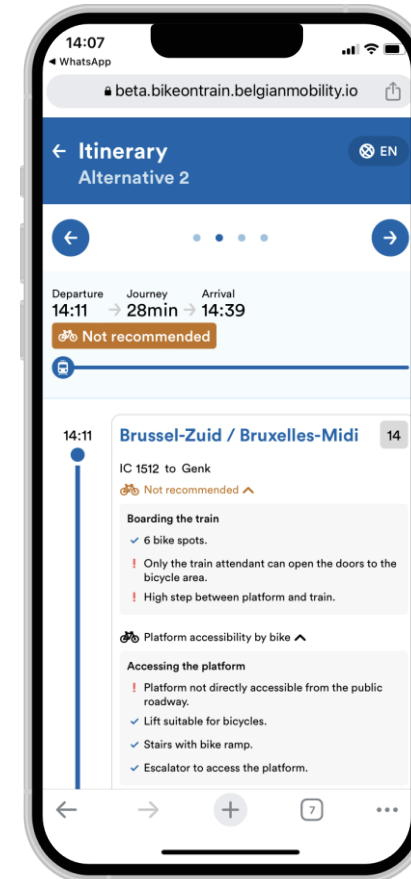 14:07
◀ WhatsApp
beta.bikeontrain.belgianmobility.io
← Itinerary
EN
Alternative 2
Departure Journey Arrival
14:11 → 28min → 14:39
Not recommended
14:11 Brussel-Zuid / Bruxelles-Midi 14
IC 1512 to Genk
Not recommended
Boarding the train
✓ 6 bike spots.
! Only the train attendant can open the doors to the
bicycle area.
! High step between platform and train.
Platform accessibility by bike
Accessing the platform
! Platform not directly accessible from the public
roadway.
✓ Lift suitable for bicycles.
✓ Stairs with bike ramp.
✓ Escalator to access the platform.
7